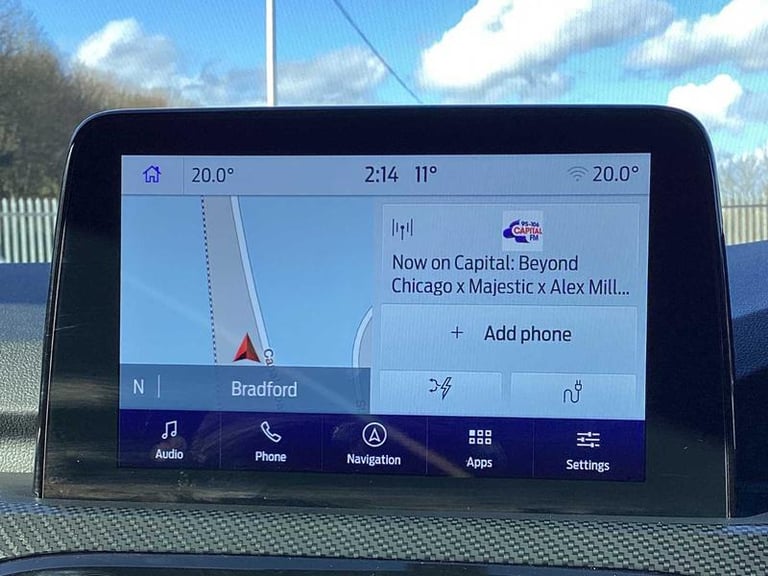 20.0°
2:14 11°
20.0°
95-106
CAPITAL
FM
Now on Capital: Beyond
Chicago x Majestic x Alex Mill...
+ Add phone
N | Bradford
Audio
Phone
Navigation
Apps
Settings